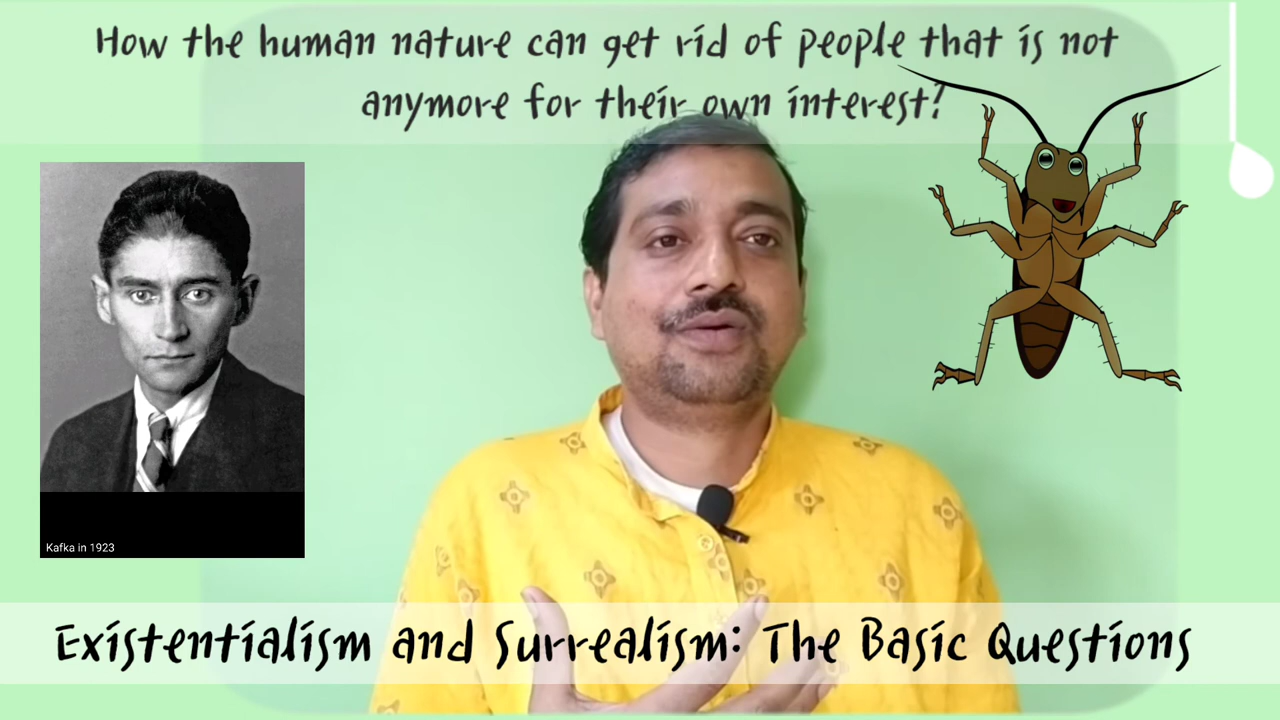 How the human nature can get rid of people that is not
anymore for their own interest?
Kafka in 1923
Existentialism and Surrealism: The Basic Questions